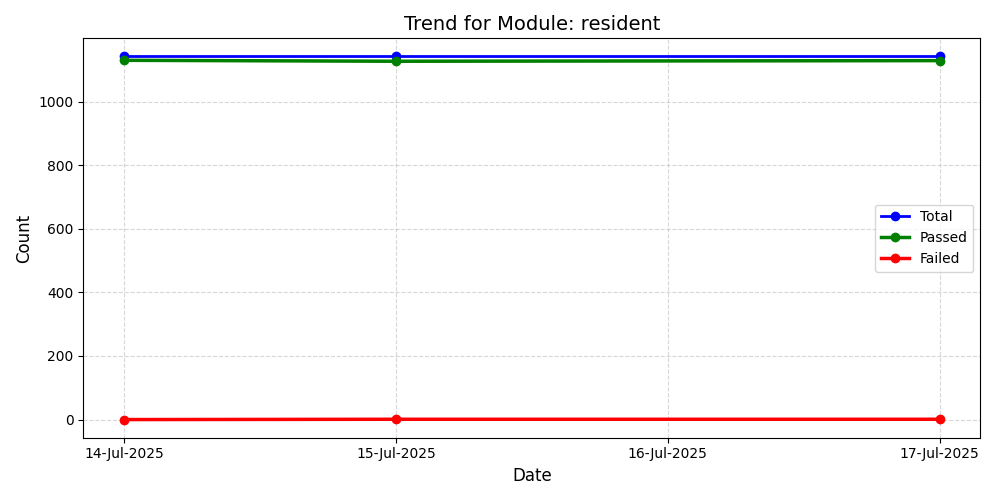 Trend for Module: resident
Count
1000
800
600
400
200
0
Total
Passed
Failed
14-Jul-2025
15-Jul-2025
16-Jul-2025
17-Jul-2025
Date